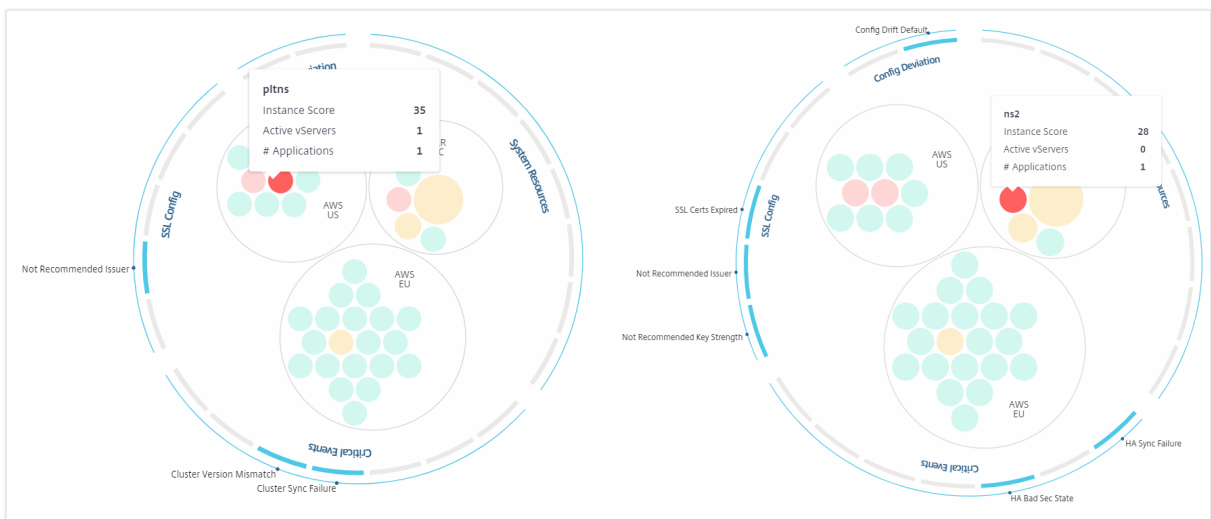 iation
pltns
Instance Score 35
Active vServers 1
# Applications 1
R
C
System Resources
SSL Config
AWS
US
Not Recommended Issuer
AWS
EU
Critical Events
Cluster Version Mismatch
Cluster Sync Failure
Config Drift Default
Config Deviation
ns2
Instance Score 28
Active vServers 0
# Applications 1
AWS
US
ources
SSL Certs Expired
SSL Config
Not Recommended Issuer
Not Recommended Key Strength
AWS
EU
HA Sync Failure
Critical Events
HA Bad Sec State